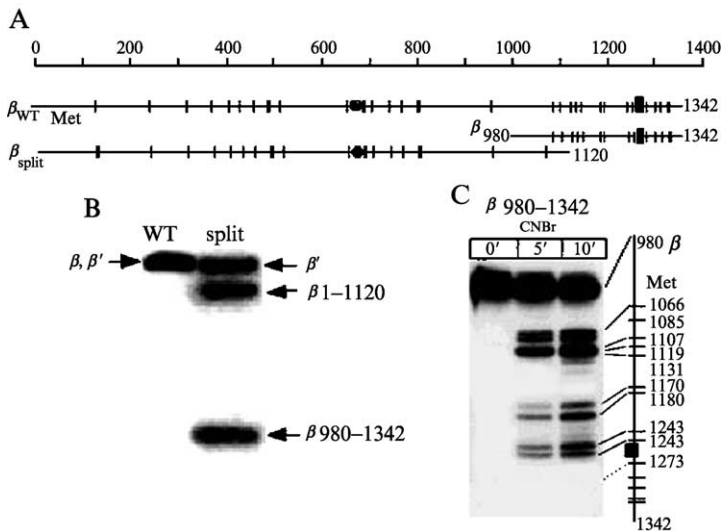 A
0 200 400 600 800 1000 1200 1400
βWT Met 1342
β980 1342
βsplit 1120
B
WT split
β, β′ β′
β1–1120
β980–1342
C
β 980–1342
CNBr
0′ 5′ 10′
980 β
Met
1066
1085
1107
1119
1131
1170
1180
1243
1243
1273
1342